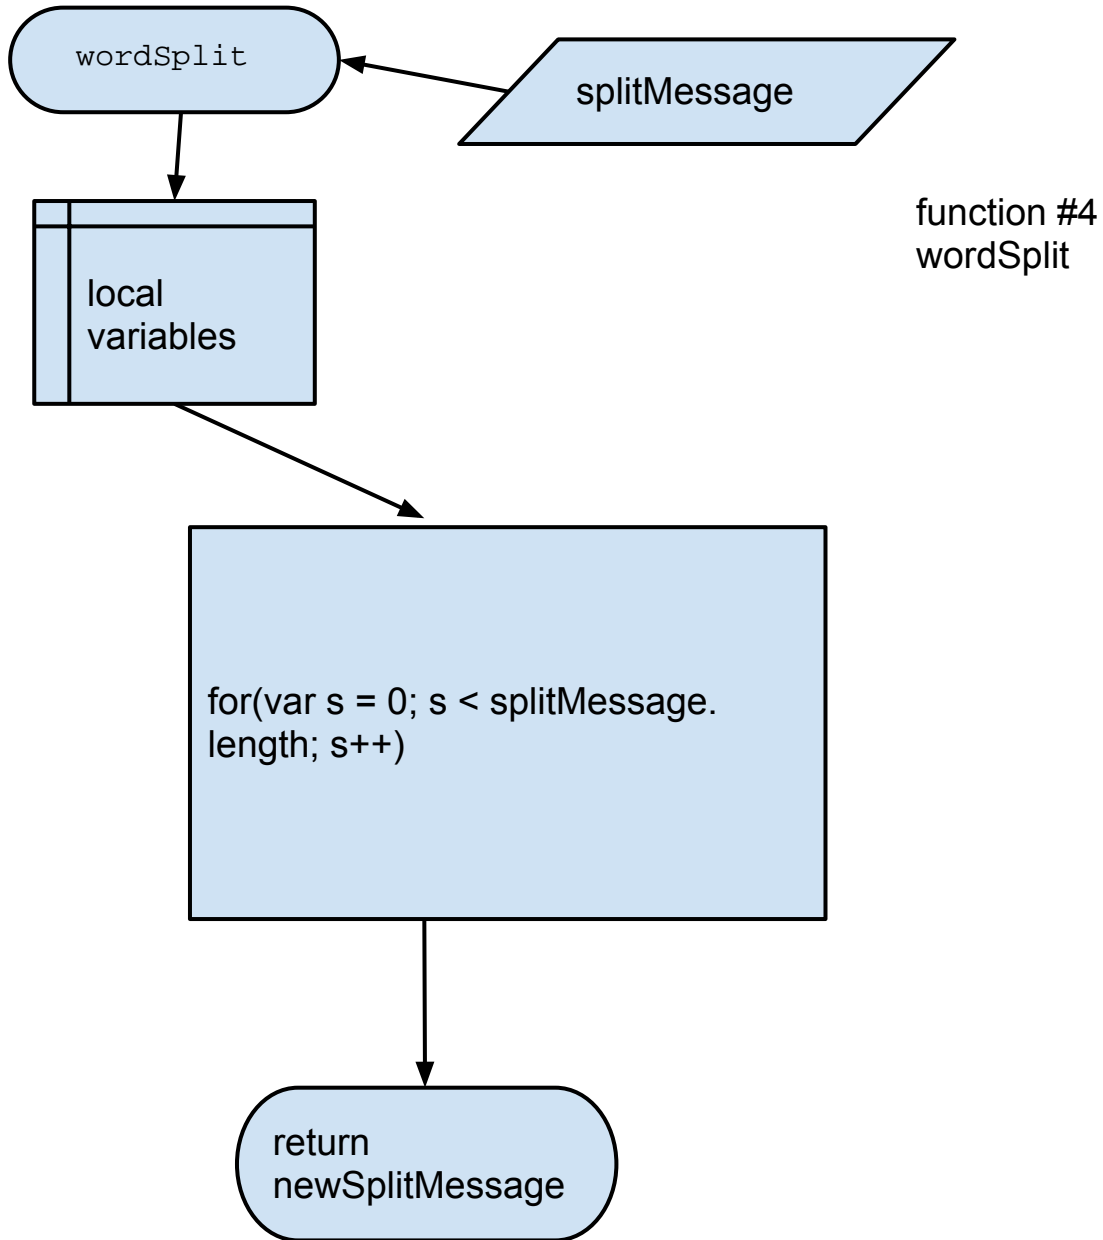 wordSplit
splitMessage
function #4
wordSplit
local
variables
for(var s = 0; s < splitMessage.
length; s++)
return
newSplitMessage